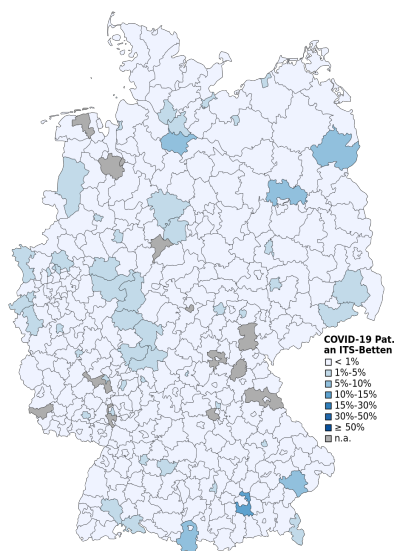 COVID-19 Pat.
an ITS-Betten
< 1%
1%-5%
5%-10%
10%-15%
15%-30%
30%-50%
≥ 50%
n.a.